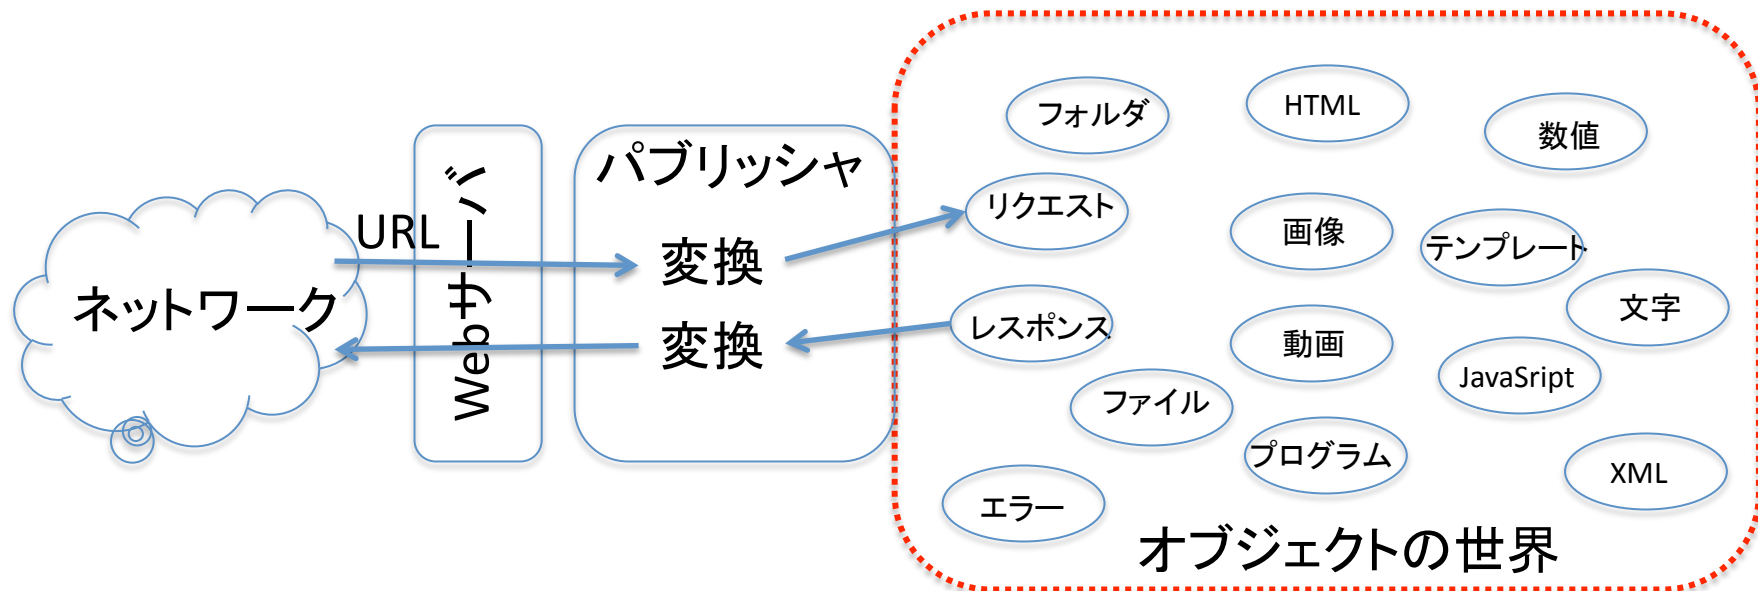 ネットワーク
URL
Webサーバ
パブリッシャ
変換
変換
フォルダ
HTML
数値
リクエスト
画像
テンプレート
文字
レスポンス
動画
JavaSript
ファイル
プログラム
XML
エラー
オブジェクトの世界